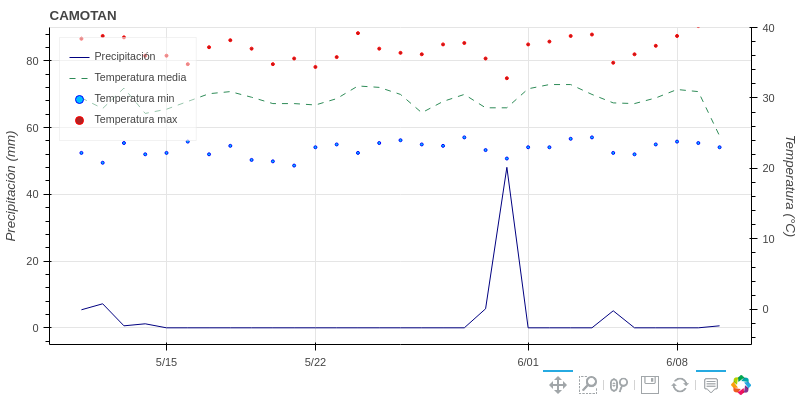 CAMOTAN
Precipitación
Temperatura media
Temperatura min
Temperatura max
Precipitación (mm)
80
60
40
20
0
Temperatura (°C)
40
30
20
10
0
5/15
5/22
6/01
6/08